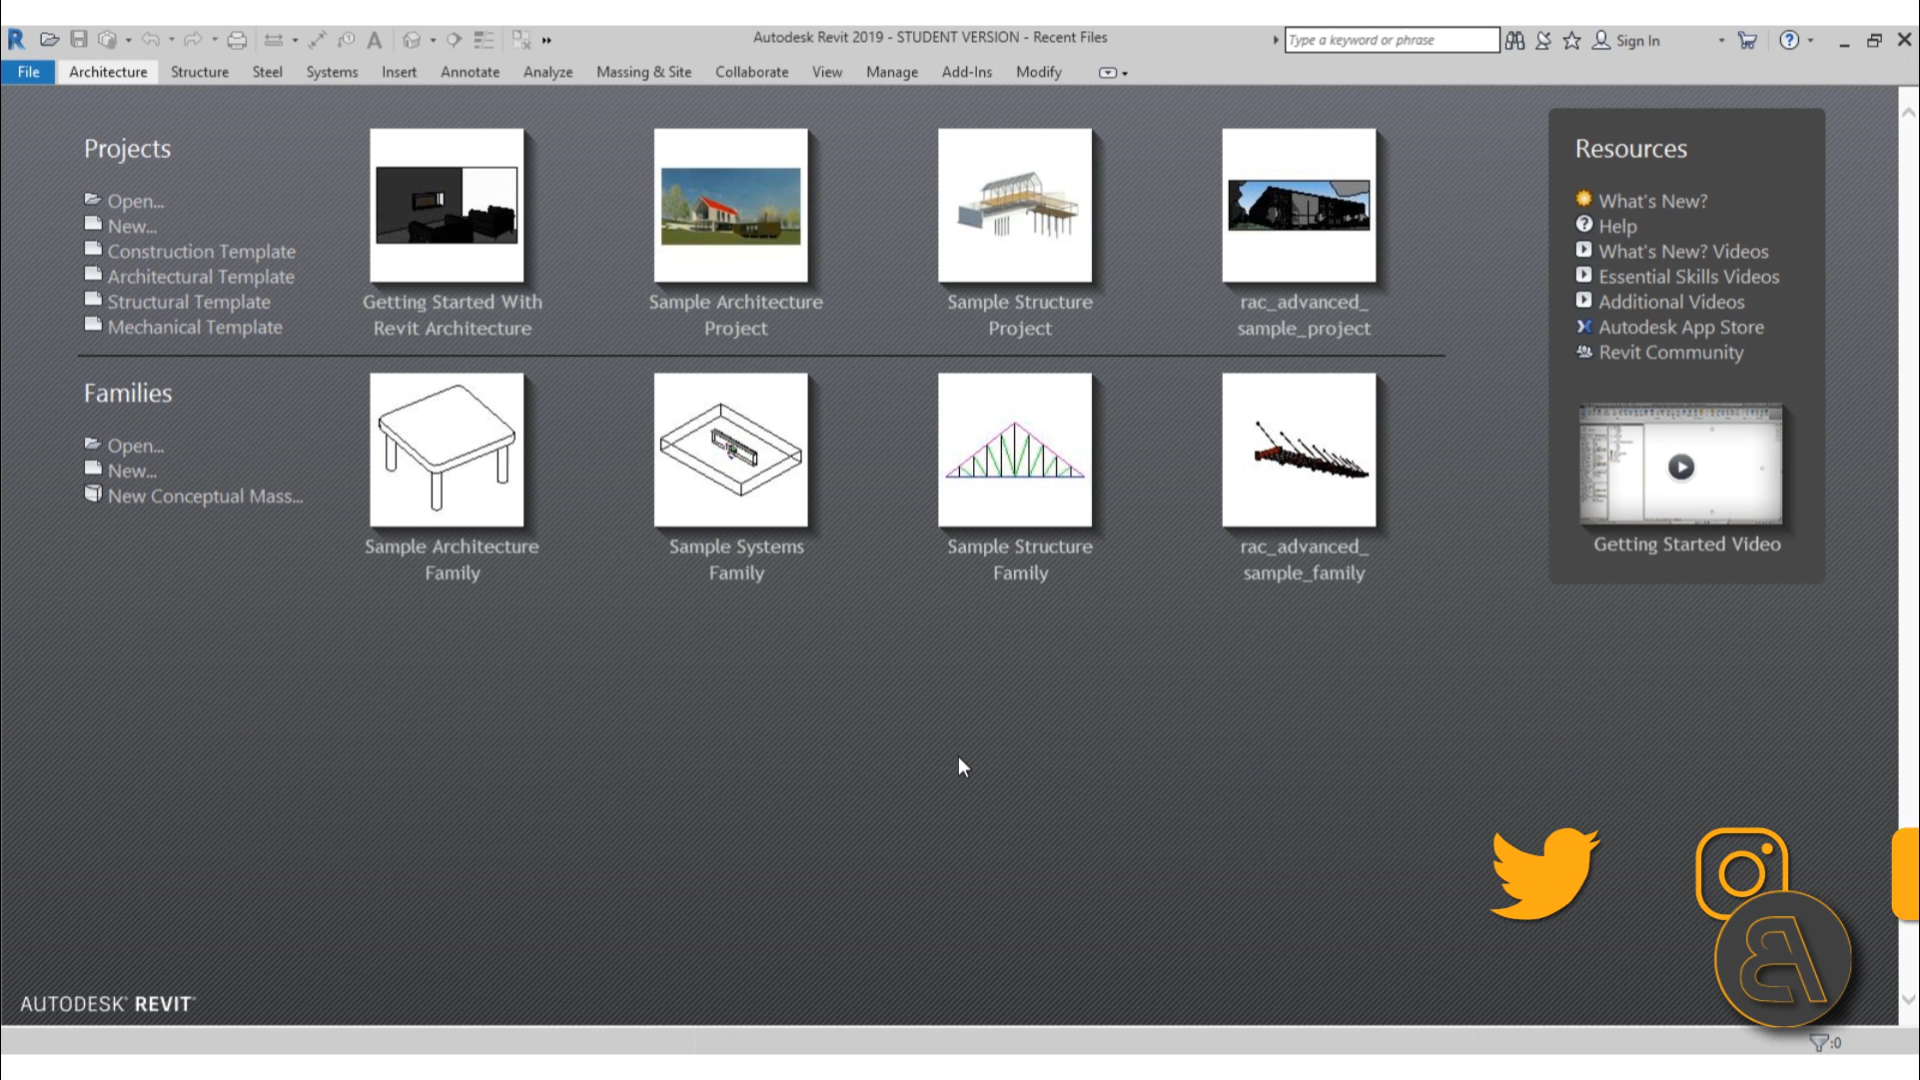 Autodesk Revit 2019 - STUDENT VERSION - Recent Files
Type a keyword or phrase
Sign In
File Architecture Structure Steel Systems Insert Annotate Analyze Massing & Site Collaborate View Manage Add-Ins Modify
Projects
Open...
New...
Construction Template
Architectural Template
Structural Template
Mechanical Template
Getting Started With
Revit Architecture
Sample Architecture
Project
Sample Structure
Project
rac_advanced_
sample_project
Families
Open...
New...
New Conceptual Mass...
Sample Architecture
Family
Sample Systems
Family
Sample Structure
Family
rac_advanced_
sample_family
Resources
What's New?
Help
What's New? Videos
Essential Skills Videos
Additional Videos
Autodesk App Store
Revit Community
Getting Started Video
AUTODESK® REVIT®
:0